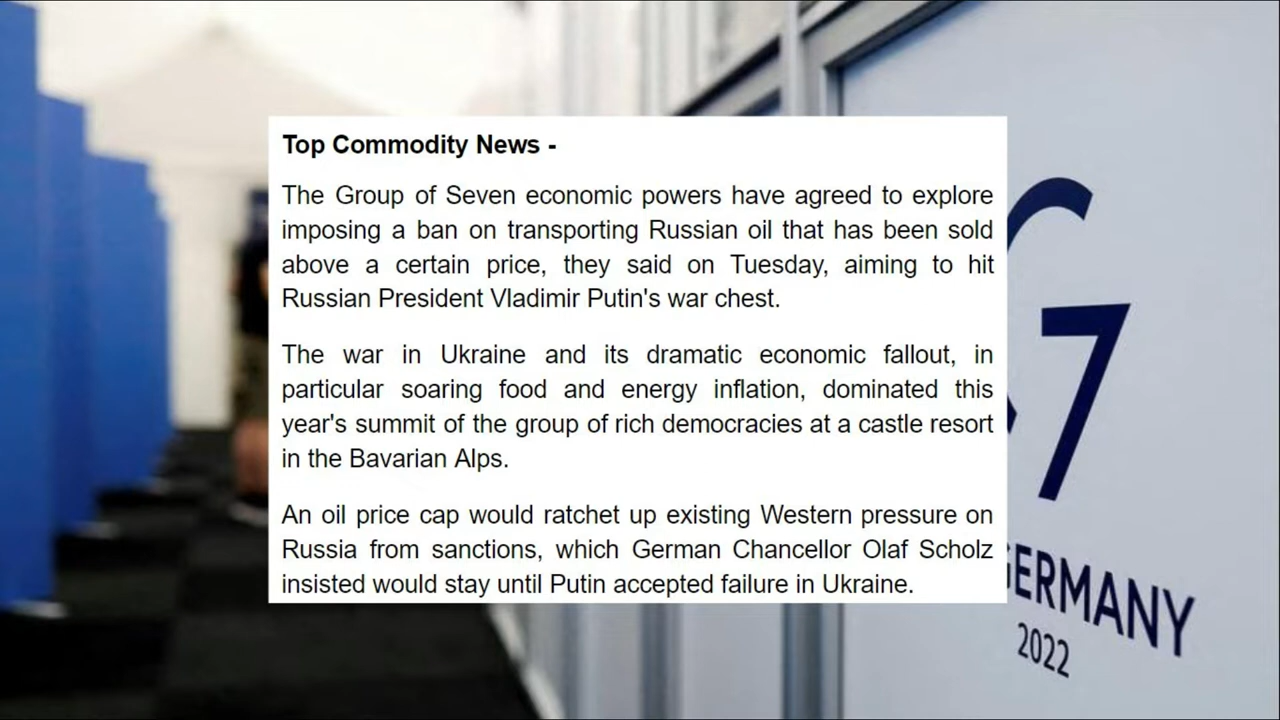 Top Commodity News -
The Group of Seven economic powers have agreed to explore
imposing a ban on transporting Russian oil that has been sold
above a certain price, they said on Tuesday, aiming to hit
Russian President Vladimir Putin's war chest.
The war in Ukraine and its dramatic economic fallout, in
particular soaring food and energy inflation, dominated this
year's summit of the group of rich democracies at a castle resort
in the Bavarian Alps.
An oil price cap would ratchet up existing Western pressure on
Russia from sanctions, which German Chancellor Olaf Scholz
insisted would stay until Putin accepted failure in Ukraine.
G7
GERMANY
2022